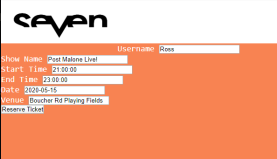 seven
Username Ross
Show Name Post Malone Live!
Start Time 21:00:00
End Time 23:00:00
Date 2020-05-15
Venue Boucher Rd Playing Fields
Reserve Ticket